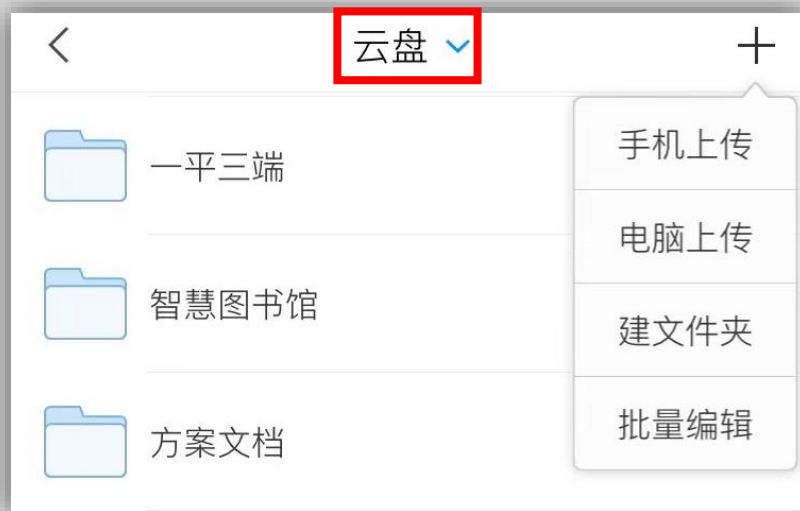 云盘
手机上传
一平三端
电脑上传
智慧图书馆
建文件夹
批量编辑
方案文档